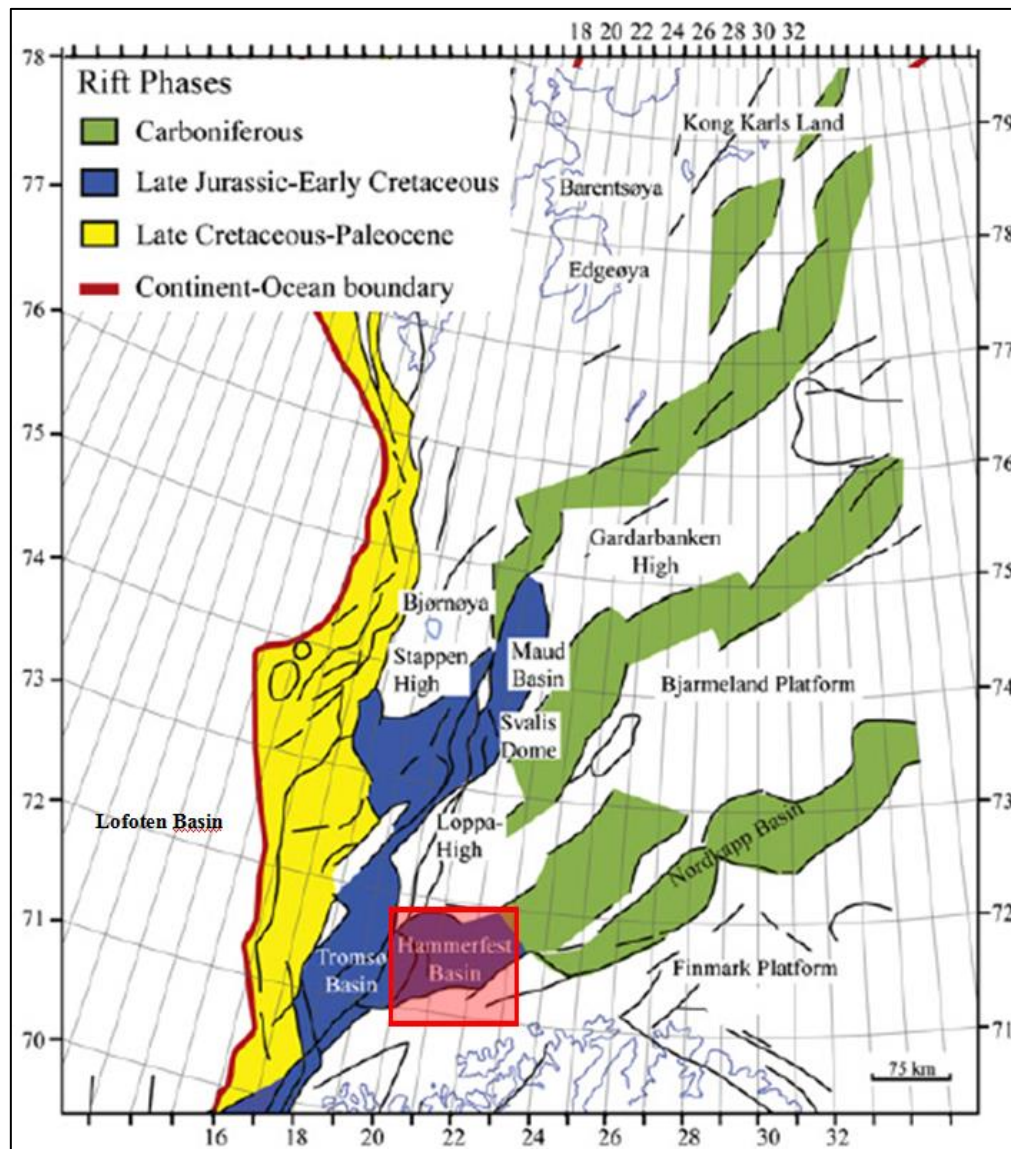 18 20 22 24 26 28 30 32
78
Rift Phases
Carboniferous
Late Jurassic-Early Cretaceous
Late Cretaceous-Paleocene
Continent-Ocean boundary
77
76
75
74
73
72
71
70
79
78
77
76
75
74
73
72
71
Kong Karls Land
Barentsøya
Edgeøya
Gardarbanken
High
Bjørnøya
Stappen
High
Maud
Basin
Bjarmeland Platform
Svalis
Dome
Lofoten Basin
Loppa-
High
Nordkapp Basin
Hammerfest
Basin
Tromsø
Basin
Finmark Platform
75 km
16 18 20 22 24 26 28 30 32